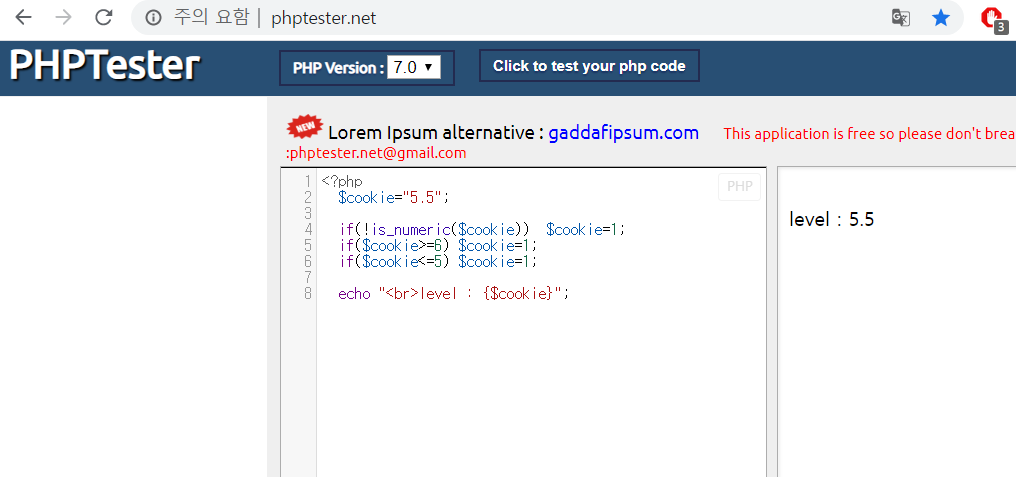 주의 요함 | phptester.net
3
PHPTester
PHP Version : 7.0
Click to test your php code
NEW Lorem Ipsum alternative : gaddafipsum.com This application is free so please don't brea
:phptester.net@gmail.com
PHP
1 <?php
2 $cookie="5.5";
3
4 if(!is_numeric($cookie)) $cookie=1;
5 if($cookie>=6) $cookie=1;
6 if($cookie<=5) $cookie=1;
7
8 echo "<br>level : {$cookie}";
level : 5.5